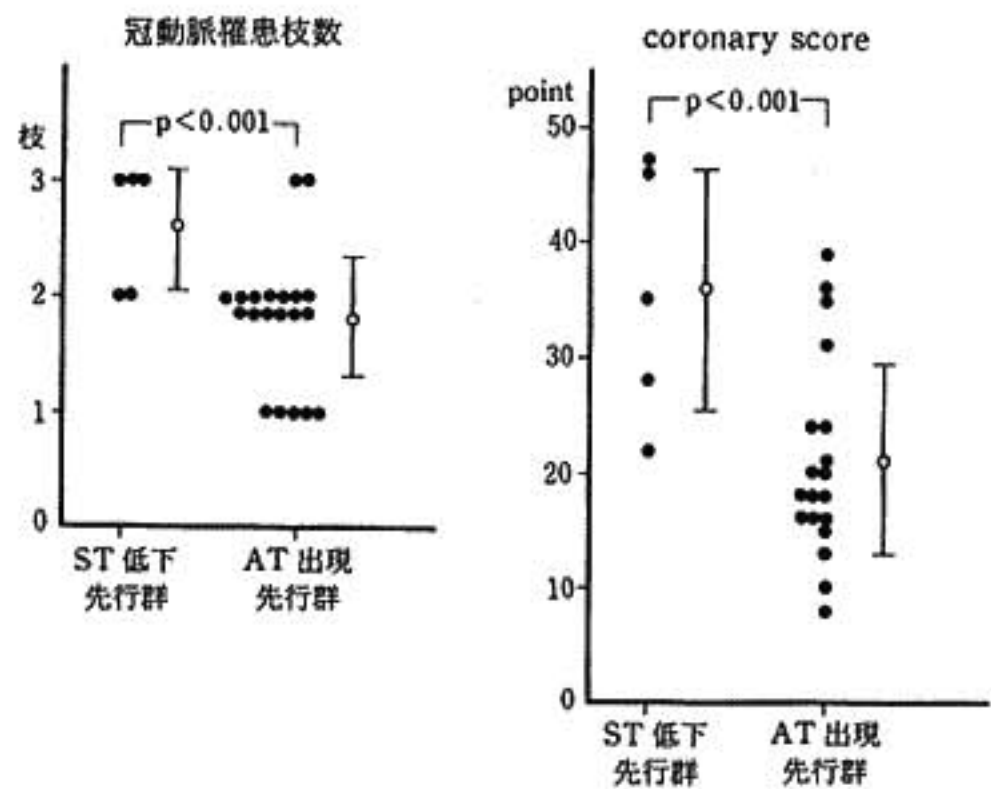 冠動脈罹患枝数
枝
p<0.001
3
2
1
0
ST 低下
先行群
AT 出現
先行群
coronary score
point
p<0.001
50
40
30
20
10
0
ST 低下
先行群
AT 出現
先行群